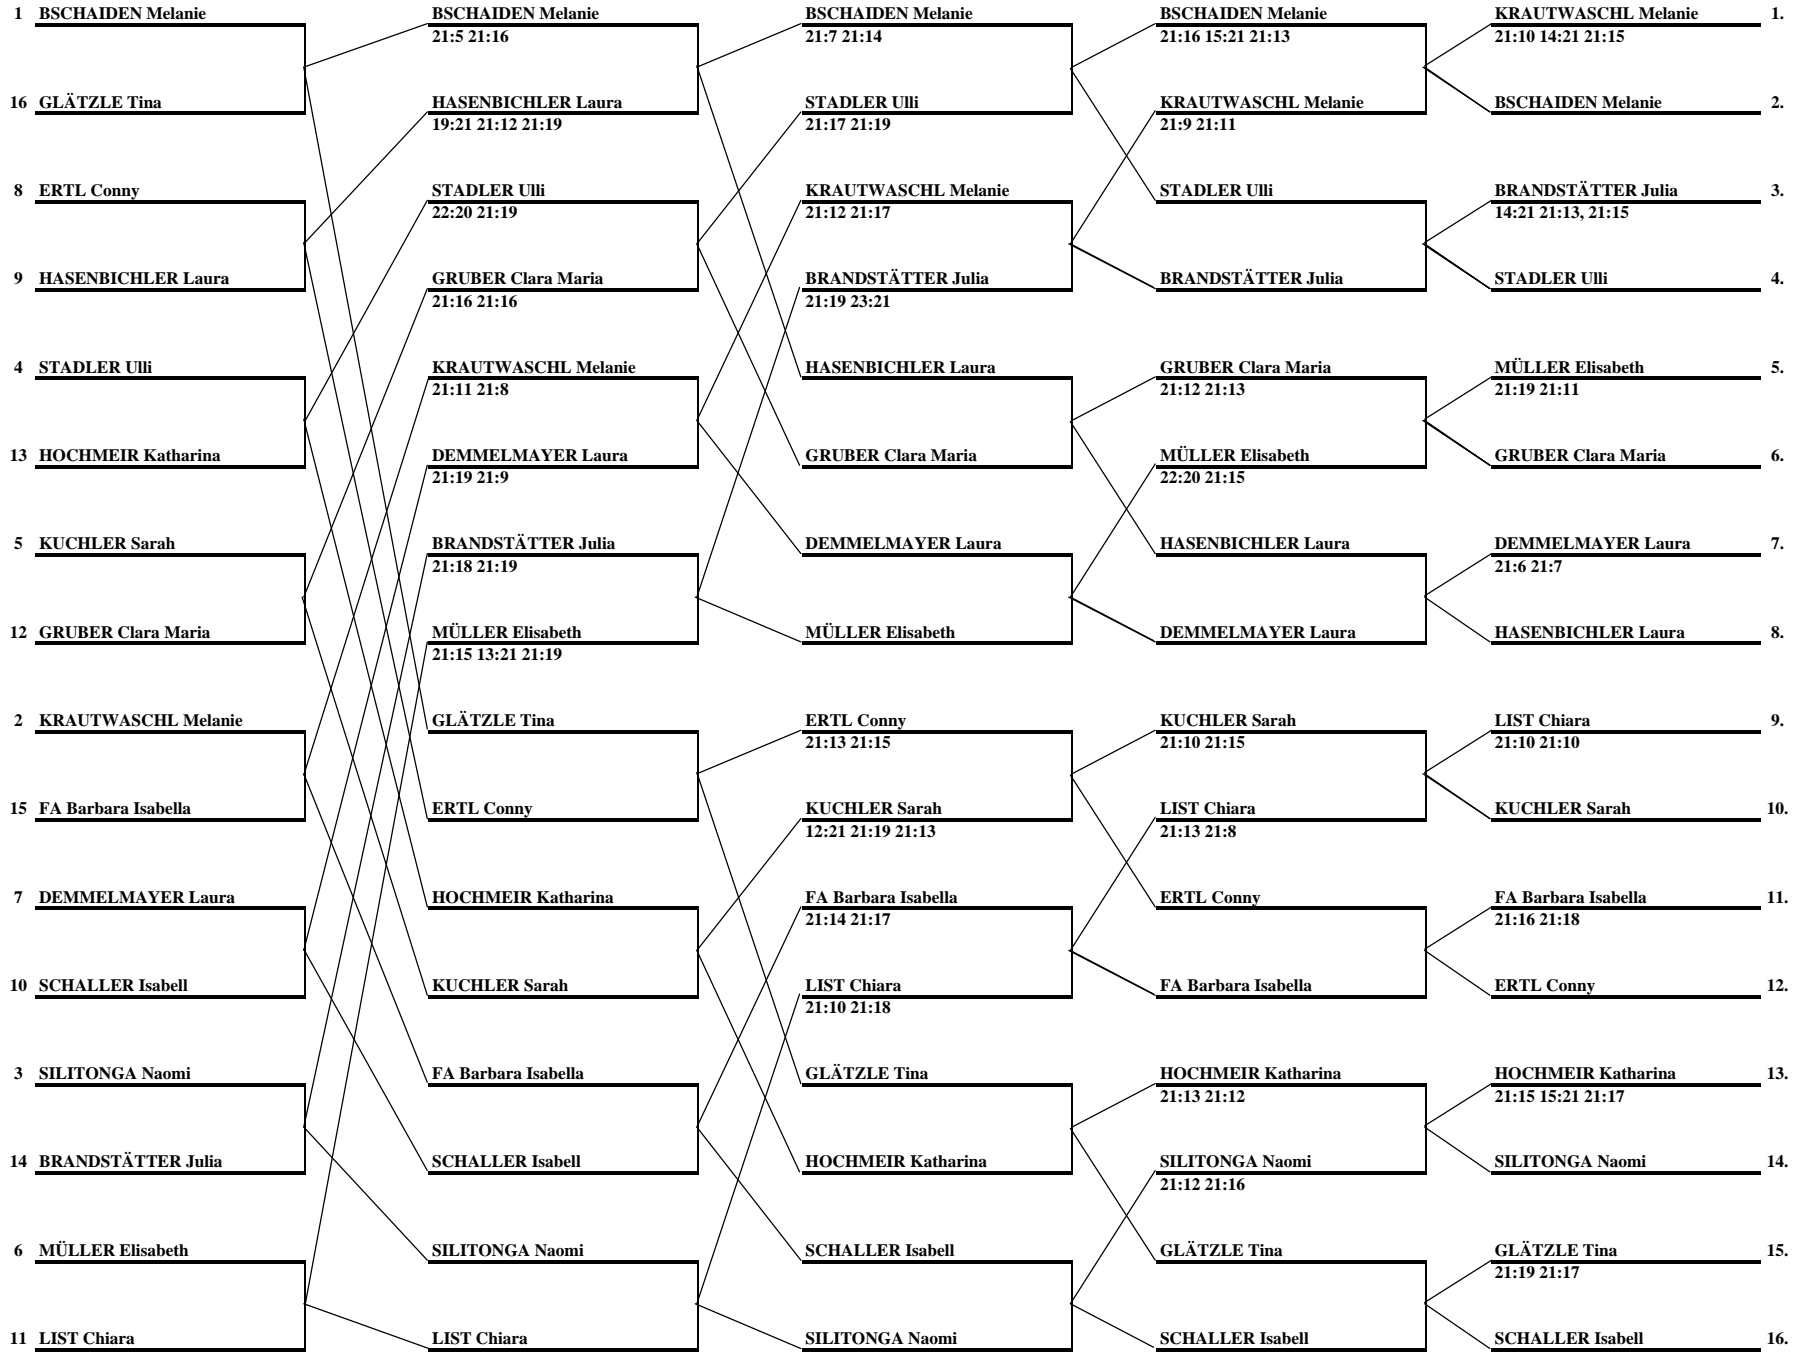 1 BSCHAIDEN Melanie BSCHAIDEN Melanie BSCHAIDEN Melanie BSCHAIDEN Melanie KRAUTWASCHL Melanie 1.
21:5 21:16 21:7 21:14 21:16 15:21 21:13 21:10 14:21 21:15
16 GLÄTZLE Tina HASENBICHLER Laura STADLER Ulli KRAUTWASCHL Melanie BSCHAIDEN Melanie 2.
19:21 21:12 21:19 21:17 21:19 21:9 21:11
8 ERTL Conny STADLER Ulli KRAUTWASCHL Melanie STADLER Ulli BRANDSTÄTTER Julia 3.
22:20 21:19 21:12 21:17 14:21 21:13, 21:15
9 HASENBICHLER Laura GRUBER Clara Maria BRANDSTÄTTER Julia BRANDSTÄTTER Julia STADLER Ulli 4.
21:16 21:16 21:19 23:21
4 STADLER Ulli KRAUTWASCHL Melanie HASENBICHLER Laura GRUBER Clara Maria MÜLLER Elisabeth 5.
21:11 21:8 21:12 21:13 21:19 21:11
13 HOCHMEIR Katharina DEMMELMAYER Laura GRUBER Clara Maria MÜLLER Elisabeth GRUBER Clara Maria 6.
21:19 21:9 22:20 21:15
5 KUCHLER Sarah BRANDSTÄTTER Julia DEMMELMAYER Laura HASENBICHLER Laura DEMMELMAYER Laura 7.
21:18 21:19 21:6 21:7
12 GRUBER Clara Maria MÜLLER Elisabeth MÜLLER Elisabeth DEMMELMAYER Laura HASENBICHLER Laura 8.
21:15 13:21 21:19
2 KRAUTWASCHL Melanie GLÄTZLE Tina ERTL Conny KUCHLER Sarah LIST Chiara 9.
21:13 21:15 21:10 21:15 21:10 21:10
15 FA Barbara Isabella ERTL Conny KUCHLER Sarah LIST Chiara KUCHLER Sarah 10.
12:21 21:19 21:13 21:13 21:8
7 DEMMELMAYER Laura HOCHMEIR Katharina FA Barbara Isabella ERTL Conny FA Barbara Isabella 11.
21:14 21:17 21:16 21:18
10 SCHALLER Isabell KUCHLER Sarah LIST Chiara FA Barbara Isabella ERTL Conny 12.
21:10 21:18
3 SILITONGA Naomi FA Barbara Isabella GLÄTZLE Tina HOCHMEIR Katharina HOCHMEIR Katharina 13.
21:13 21:12 21:15 15:21 21:17
14 BRANDSTÄTTER Julia SCHALLER Isabell HOCHMEIR Katharina SILITONGA Naomi SILITONGA Naomi 14.
21:12 21:16
6 MÜLLER Elisabeth SILITONGA Naomi SCHALLER Isabell GLÄTZLE Tina GLÄTZLE Tina 15.
21:19 21:17
11 LIST Chiara LIST Chiara SILITONGA Naomi SCHALLER Isabell SCHALLER Isabell 16.